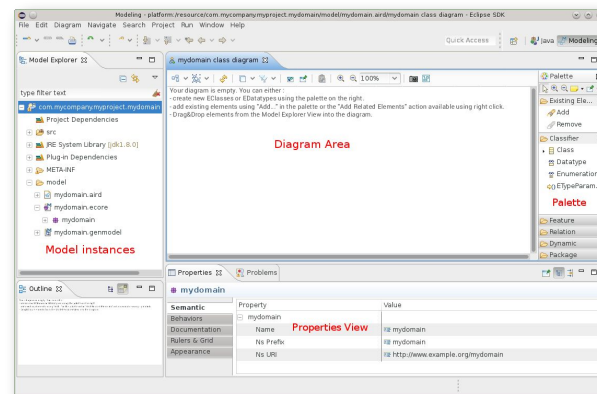 Modeling - platform:/resource/com.mycompany.myproject.mydomain/model/mydomain.aird/mydomain class diagram - Eclipse SDK
File Edit Diagram Navigate Search Project Run Window Help
Quick Access
Java
Modeling
Model Explorer
type filter text
com.mycompany.myproject.mydomain
Project Dependencies
src
JRE System Library (jdk1.8.0)
Plug-in Dependencies
META-INF
model
mydomain.aird
mydomain.ecore
mydomain
mydomain.genmodel
Model instances
Outline
mydomain class diagram
100%
Your diagram is empty. You can either :
- create new EClasses or EDatatypes using the palette on the right.
- add existing elements using "Add..." in the palette or the "Add Related Elements" action available using right click.
- Drag&Drop elements from the Model Explorer View into the diagram.
Diagram Area
Palette
Existing Ele...
Add
Remove
Classifier
Class
Datatype
Enumeration
ETypeParam.
Palette
Feature
Relation
Dynamic
Package
Properties
Problems
mydomain
Semantic
Behaviors
Documentation
Rulers & Grid
Appearance
Property Value
mydomain
Name mydomain
Properties View
Ns Prefix mydomain
Ns URI http://www.example.org/mydomain